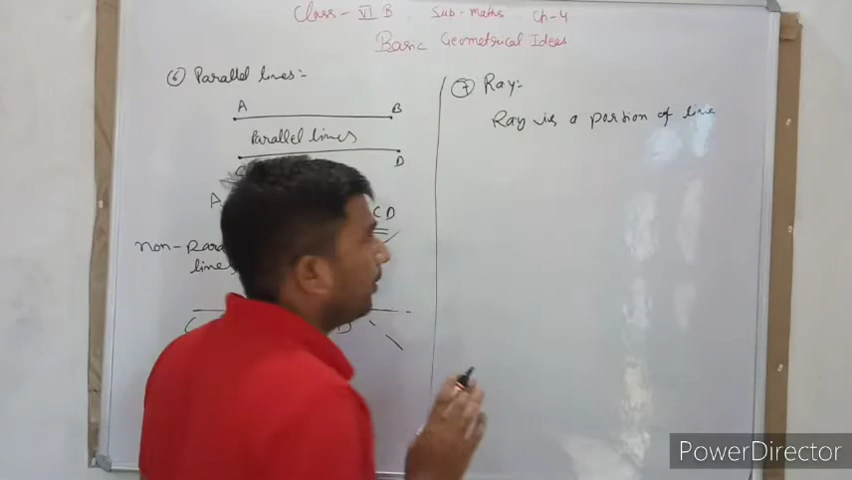 Class - VI B Sub - Maths Ch - 4
Basic Geometrical Ideas
⑥ Parallel lines :-
A B
Parallel lines
D
A
CD
non-Para
lines
C D
⑦ Ray:-
Ray is a portion of line
PowerDirector